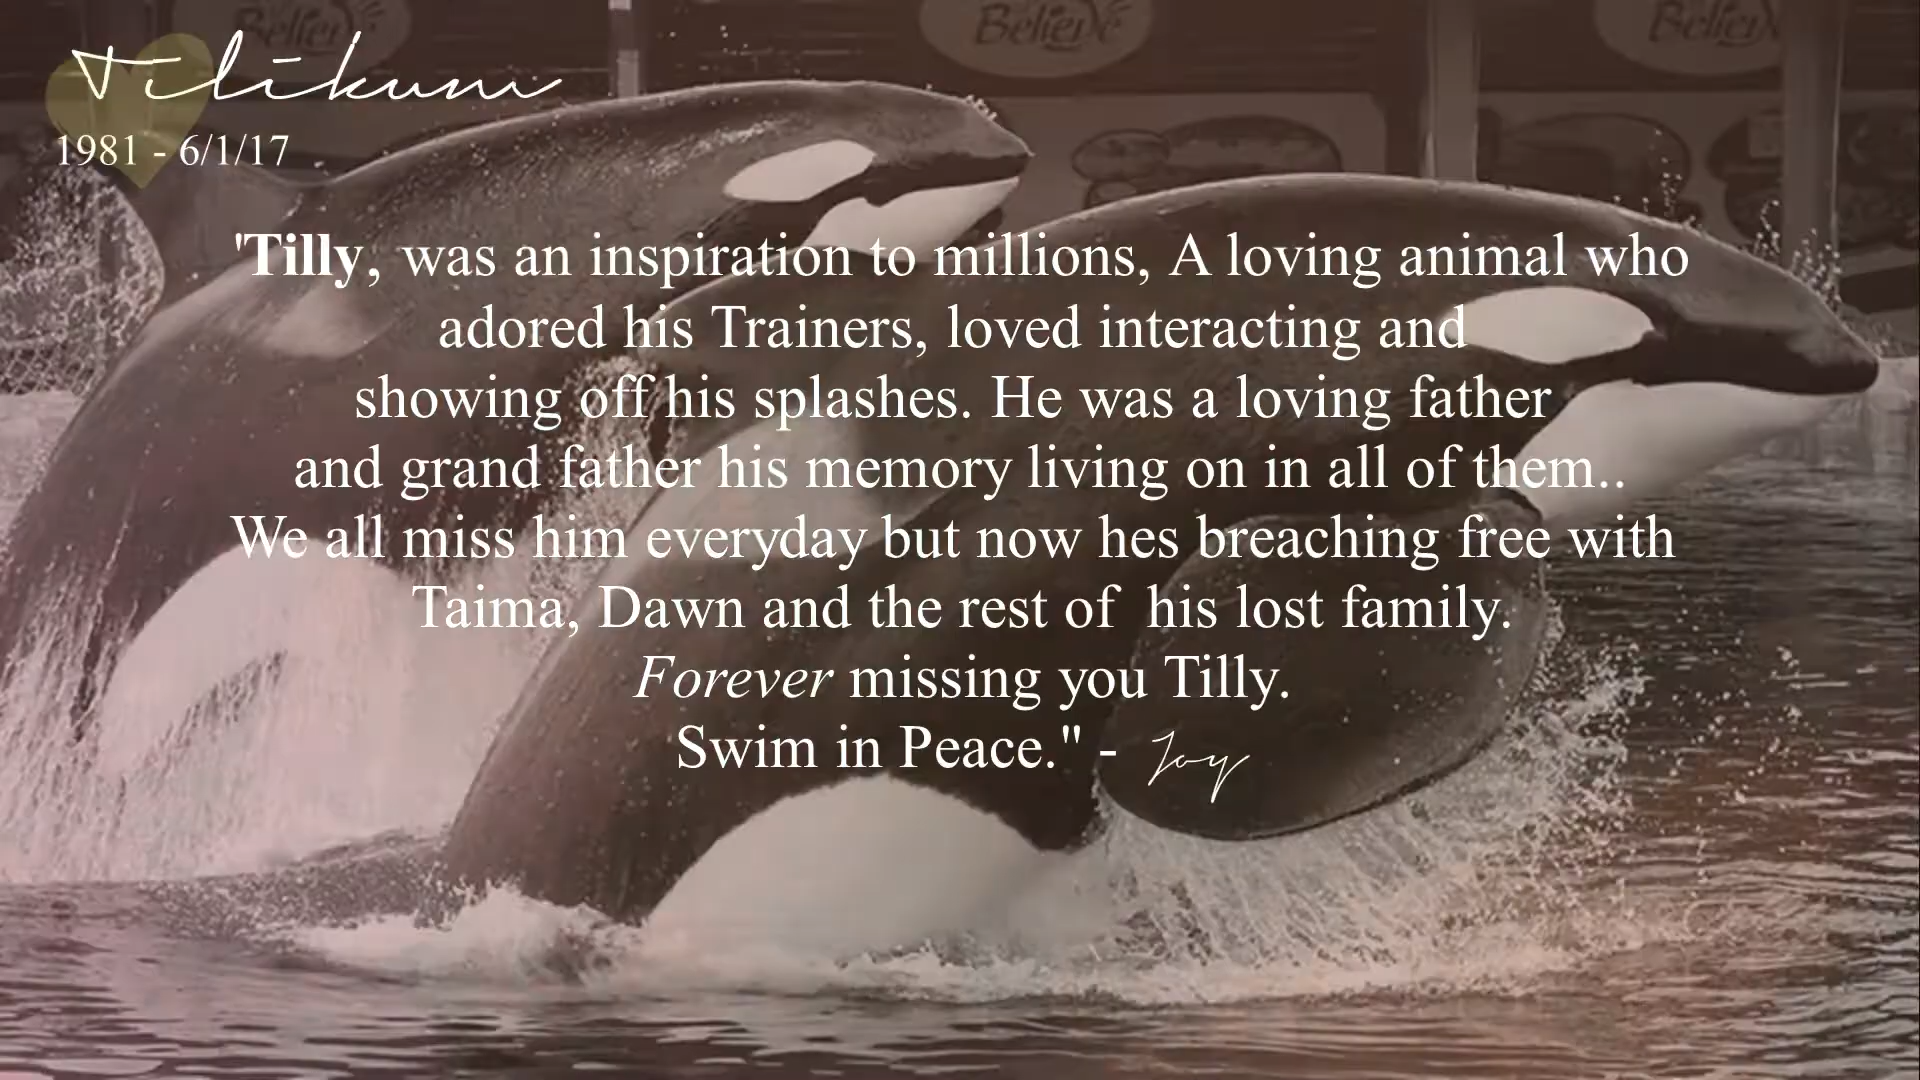 Believe Believe Believe
Tilikum
1981 - 6/1/17
'Tilly, was an inspiration to millions, A loving animal who
adored his Trainers, loved interacting and
showing off his splashes. He was a loving father
and grand father his memory living on in all of them..
We all miss him everyday but now hes breaching free with
Taima, Dawn and the rest of  his lost family.
Forever missing you Tilly.
Swim in Peace." - Joy